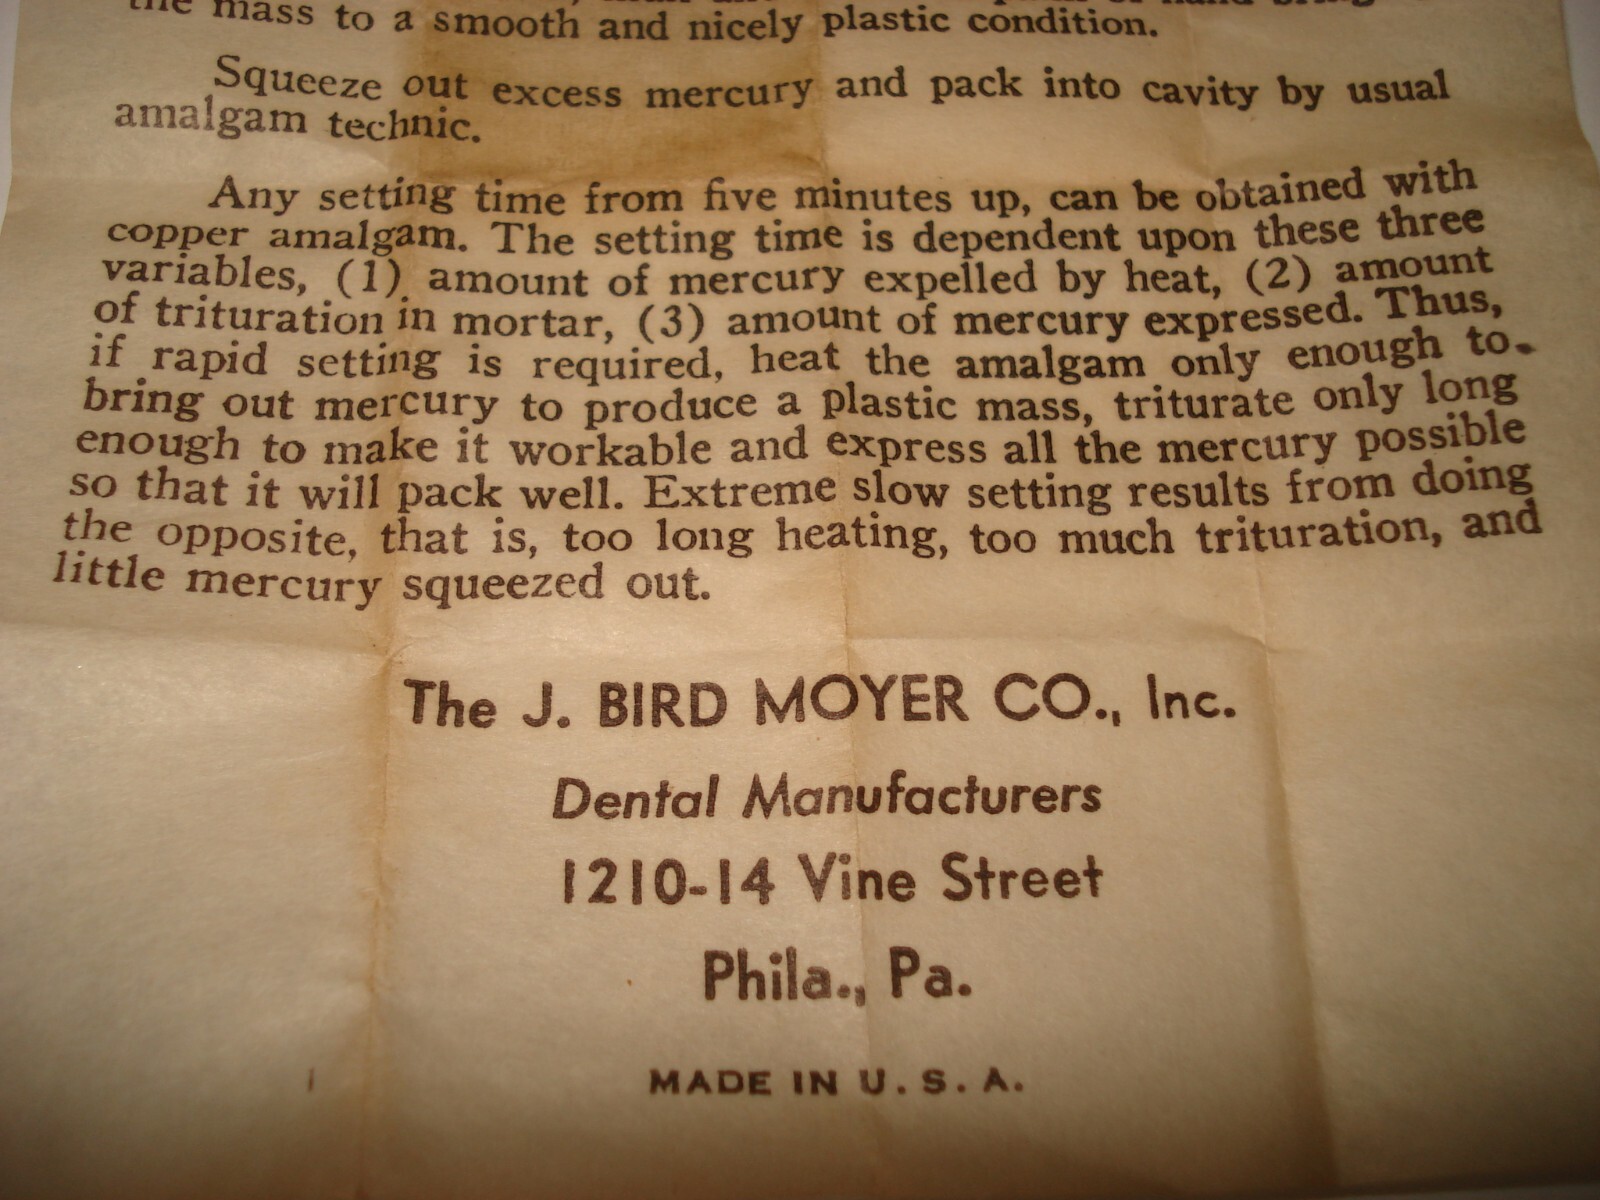 the mass to a smooth and nicely plastic condition.
Squeeze out excess mercury and pack into cavity by usual
amalgam technic.
Any setting time from five minutes up, can be obtained with
copper amalgam. The setting time is dependent upon these three
variables, (1) amount of mercury expelled by heat, (2) amount
of trituration in mortar, (3) amount of mercury expressed. Thus,
if rapid setting is required, heat the amalgam only enough to
bring out mercury to produce a plastic mass, triturate only long
enough to make it workable and express all the mercury possible
so that it will pack well. Extreme slow setting results from doing
the opposite, that is, too long heating, too much trituration, and
little mercury squeezed out.
The J. BIRD MOYER CO., Inc.
Dental Manufacturers
1210-14 Vine Street
Phila., Pa.
MADE IN U. S. A.